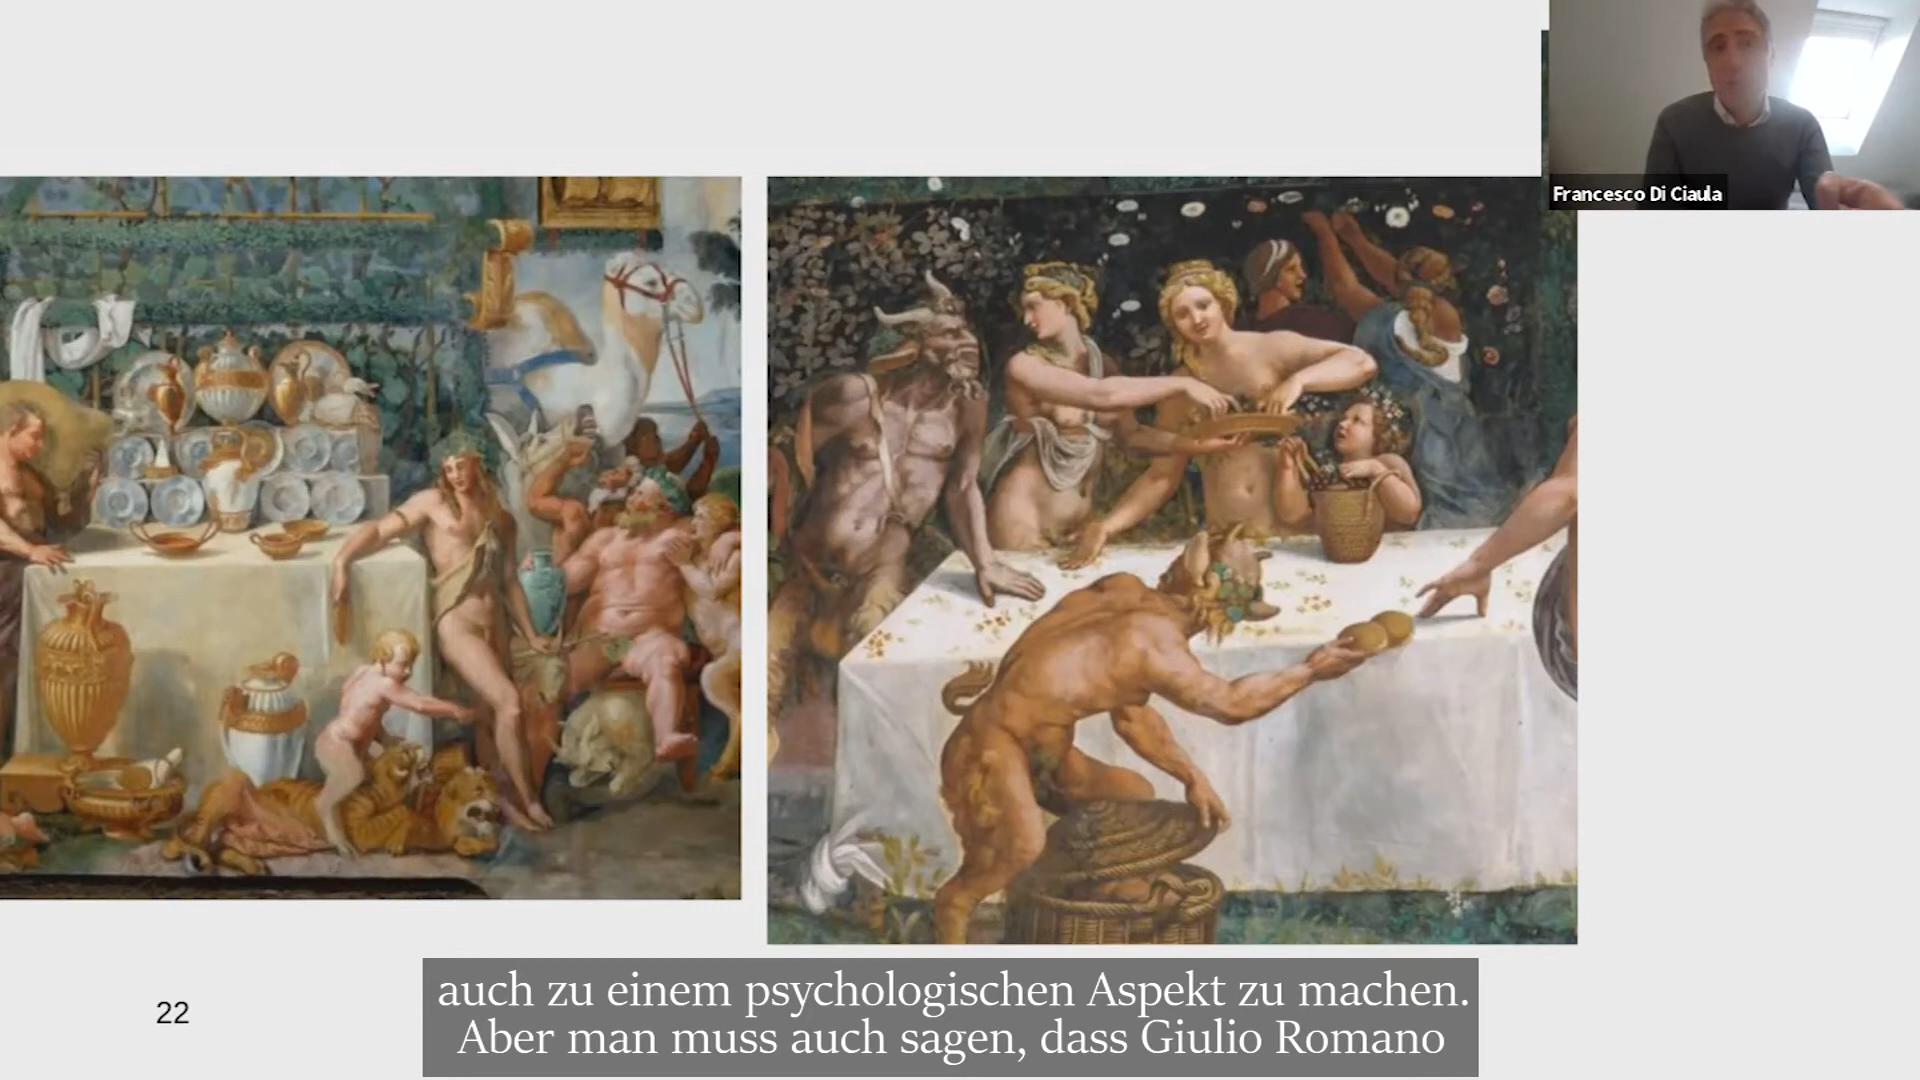 Francesco Di Ciaula
22
auch zu einem psychologischen Aspekt zu machen.
Aber man muss auch sagen, dass Giulio Romano